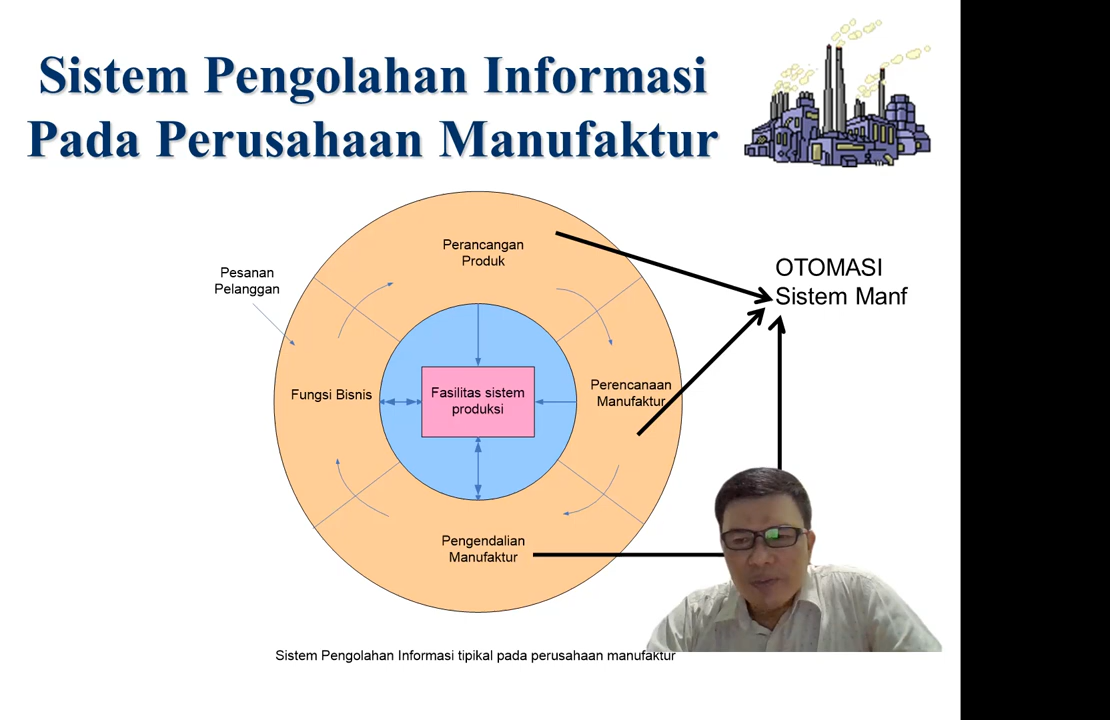 Sistem Pengolahan Informasi
Pada Perusahaan Manufaktur
Perancangan
Produk
Pesanan
Pelanggan
OTOMASI
Sistem Manf
Fungsi Bisnis
Fasilitas sistem
produksi
Perencanaan
Manufaktur
Pengendalian
Manufaktur
Sistem Pengolahan Informasi tipikal pada perusahaan manufaktur